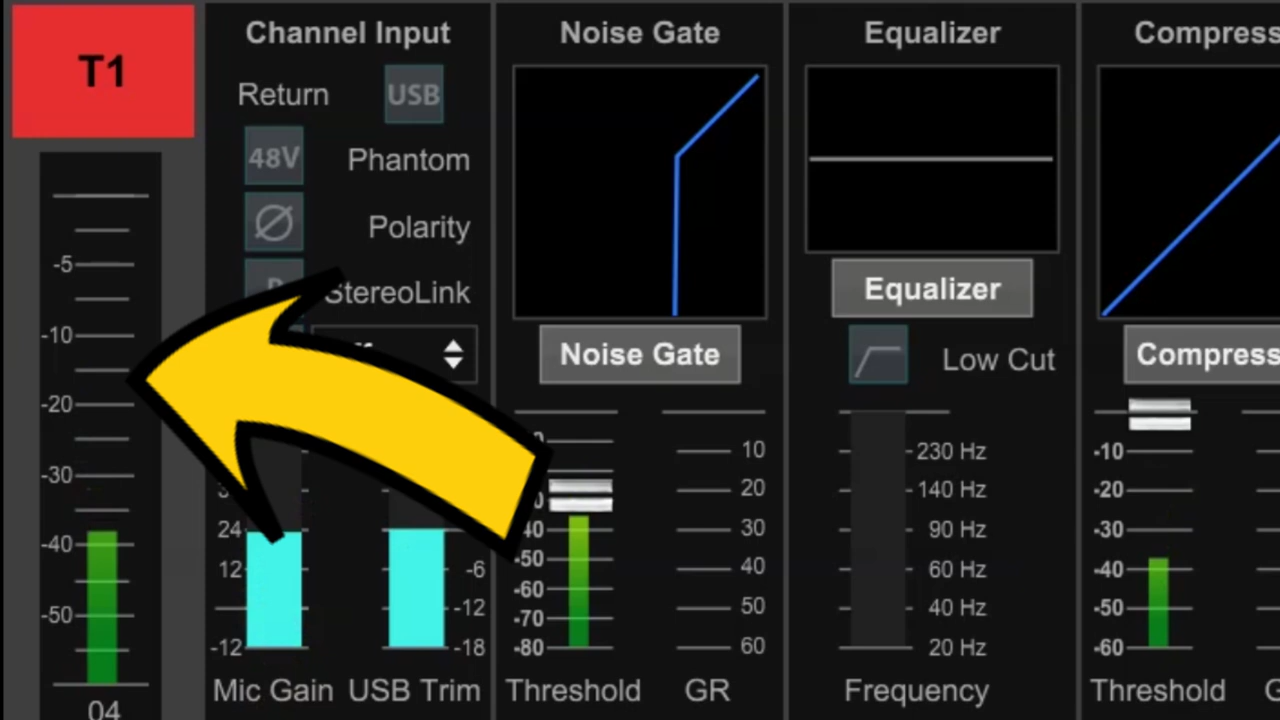 T1
Channel Input
Return USB
48V Phantom
Polarity
StereoLink
-5
-10
-20
-30
-40
-50
04
24
12
-12
Mic Gain
-6
-12
-18
USB Trim
Noise Gate
Noise Gate
-50
-60
-70
-80
Threshold
10
20
30
40
50
60
GR
Equalizer
Equalizer
Low Cut
230 Hz
140 Hz
90 Hz
60 Hz
40 Hz
20 Hz
Frequency
Compress
Compress
-10
-20
-30
-40
-50
-60
Threshold